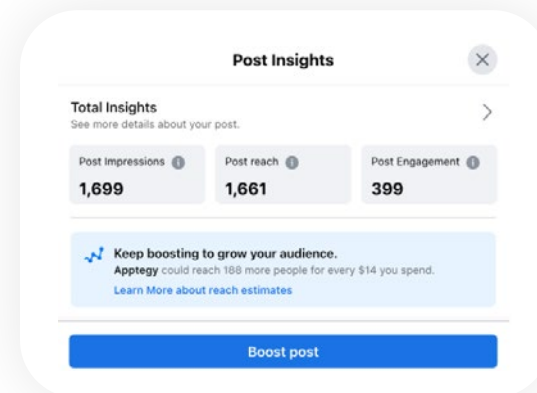 Post Insights
Total Insights
See more details about your post.
Post Impressions
Post reach
Post Engagement
1,699
1,661
399
Keep boosting to grow your audience.
Apptegy could reach 188 more people for every $14 you spend.
Learn More about reach estimates
Boost post